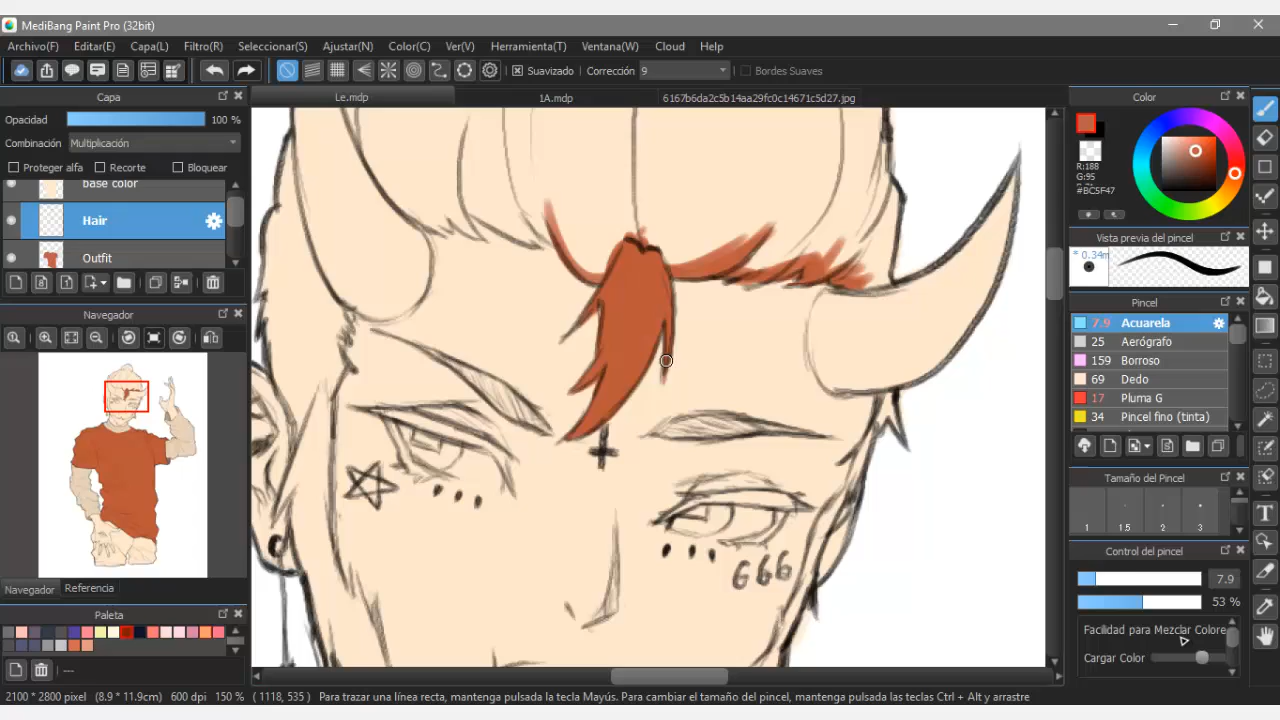 MediBang Paint Pro (32bit)
Archivo(F) Editar(E) Capa(L) Filtro(R) Seleccionar(S) Ajustar(N) Color(C) Ver(V) Herramienta(T) Ventana(W) Cloud Help
Suavizado Corrección 9 Bordes Suaves
Capa
Le.mdp 1A.mdp 6167b6da2c5b14aa29fc0c14671c5d27.jpg
Color
Opacidad 100 %
Combinación Multiplicación
Proteger alfa Recorte Bloquear
R:188
G:95
#BC5F47
base color
Hair
Outfit
Vista previa del pincel
* 0.34m
Pincel
Navegador
7.9 Acuarela
25 Aerógrafo
159 Borroso
69 Dedo
17 Pluma G
34 Pincel fino (tinta)
Tamaño del Pincel
1 1.5 2 3
Control del pincel
7.9
53 %
666
Navegador Referencia
Paleta
---
Facilidad para Mezclar Colore
Cargar Color
2100 * 2800 pixel (8.9 * 11.9cm) 600 dpi 150 % ( 1118, 535 ) Para trazar una línea recta, mantenga pulsada la tecla Mayús. Para cambiar el tamaño del pincel, mantenga pulsada las teclas Ctrl + Alt y arrastre